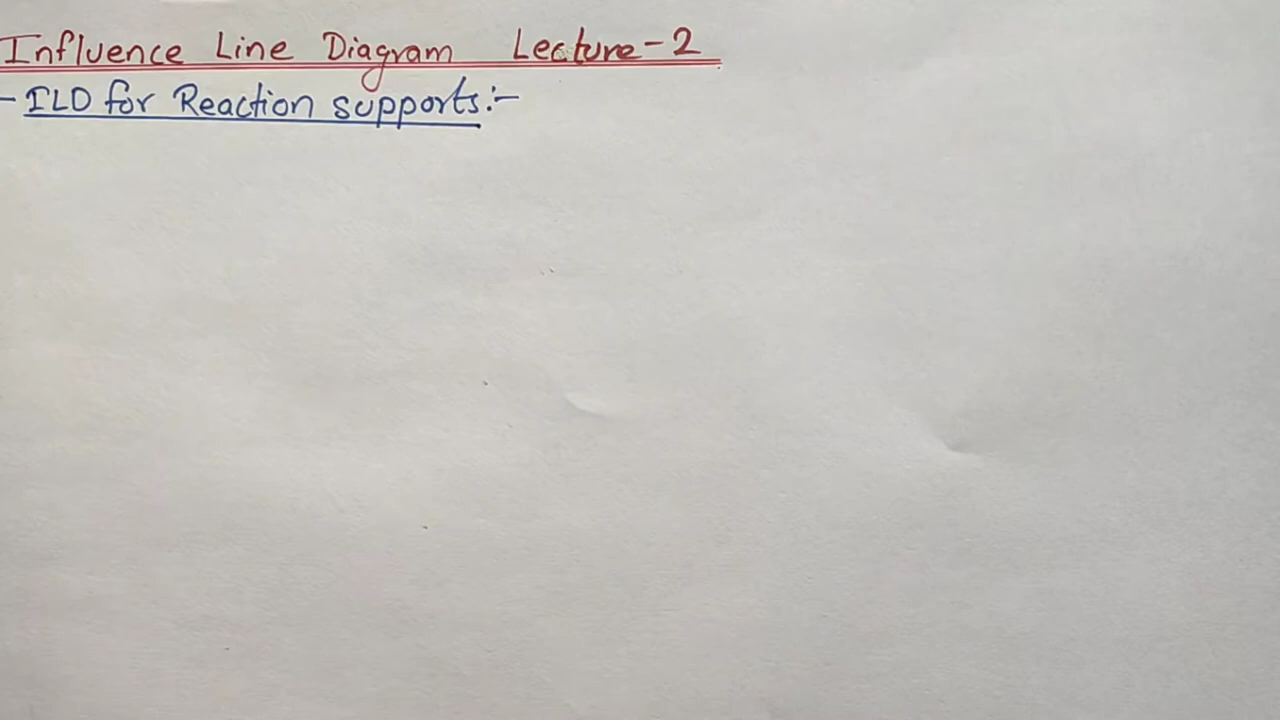 Influence Line Diagram Lecture-2
- ILD for Reaction supports:-